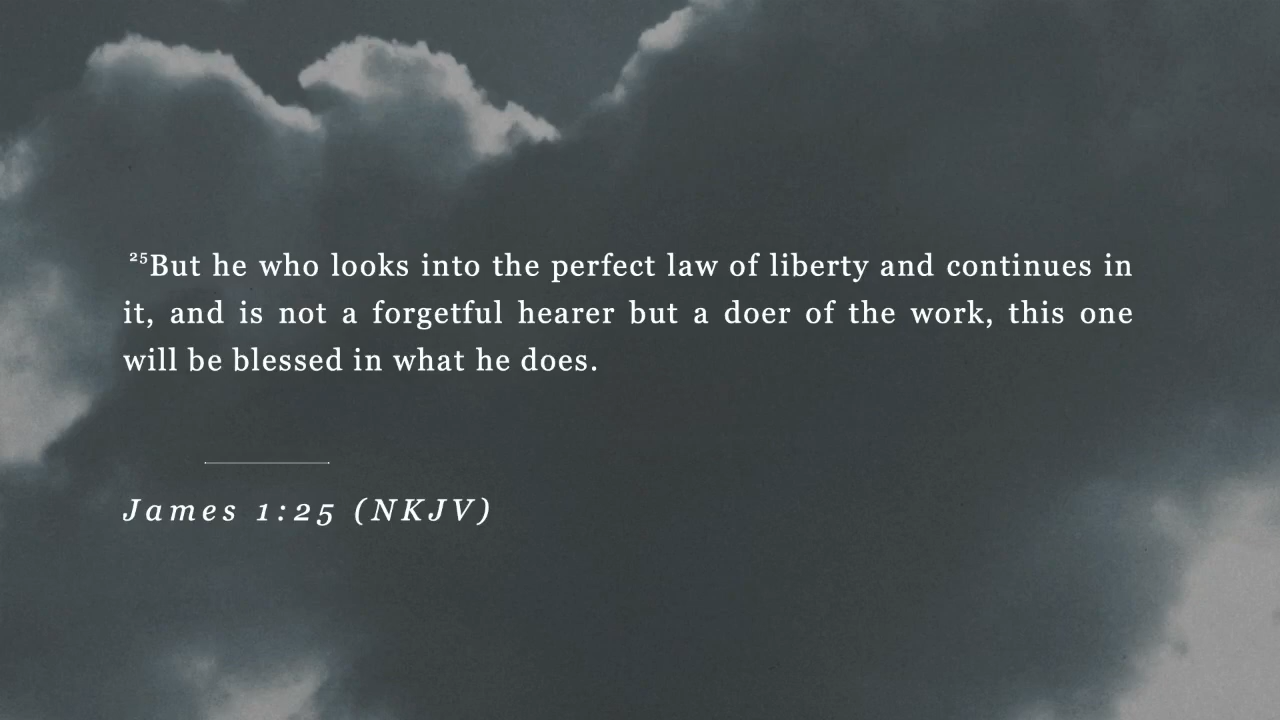 ²⁵But he who looks into the perfect law of liberty and continues in
it, and is not a forgetful hearer but a doer of the work, this one
will be blessed in what he does.
James 1:25 (NKJV)